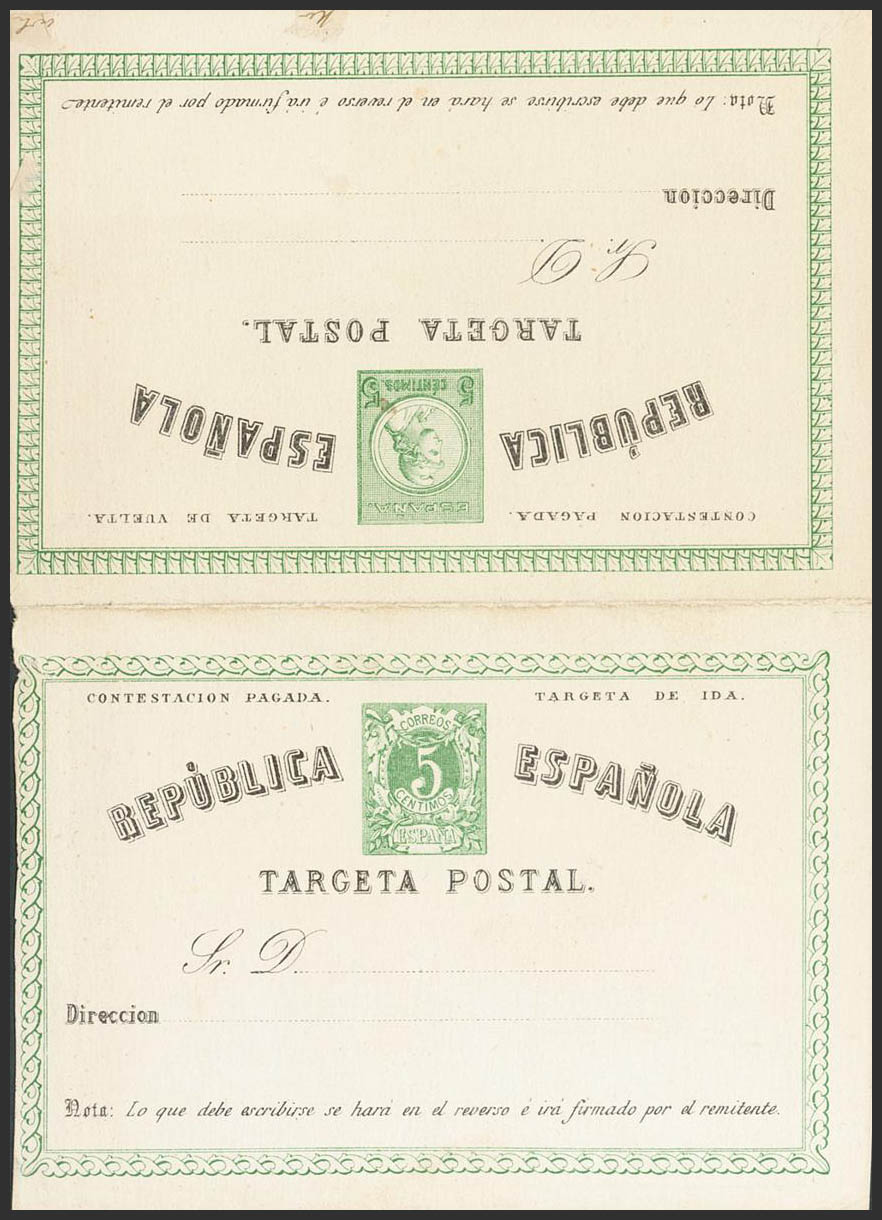 Nota: Lo que debe escribirse se hará en el reverso é irá firmado por el remitente
Direccion
Sr. D.
TARGETA POSTAL.
REPÚBLICA ESPAÑOLA
5 CÉNTIMOS. 5
ESPAÑA.
CONTESTACION PAGADA. TARGETA DE VUELTA.
CONTESTACION PAGADA. TARGETA DE IDA.
CORREOS
5
CENTIMOS
ESPAÑA
REPÚBLICA ESPAÑOLA
TARGETA POSTAL.
Sr. D.
Direccion
Nota: Lo que debe escribirse se hará en el reverso é irá firmado por el remitente.